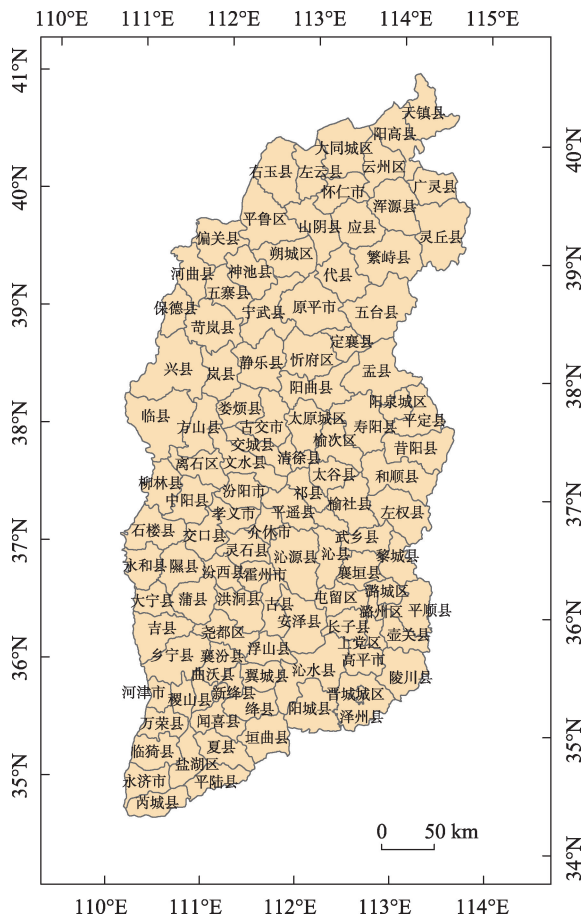 110°E 111°E 112°E 113°E 114°E 115°E
41°N
天镇县
阳高县
40°N
大同城区
云州区
右玉县 左云县
40°N
怀仁市 广灵县
浑源县
平鲁区
山阴县 应县
偏关县 灵丘县
朔城区 繁峙县
39°N
河曲县 神池县 代县
五寨县
39°N
保德县 宁武县 原平市 五台县
苛岚县
定襄县
静乐县 忻府区
兴县 岚县 盂县
38°N
阳曲县
阳泉城区
娄烦县
临县 太原城区 平定县
38°N
方山县 古交市 寿阳县
榆次区
交城县 昔阳县
离石区 文水县 清徐县
太谷县 和顺县
柳林县
汾阳市 祁县
中阳县 榆社县
37°N
孝义市 平遥县 左权县
石楼县 交口县 介休市 武乡县
37°N
灵石县 沁源县 沁县 黎城县
永和县 隰县 汾西县 霍州市 襄垣县
潞城区
大宁县 蒲县 洪洞县 古县 屯留区
潞州区 平顺县
36°N
吉县 尧都区 安泽县 长子县
壶关县
上党区
乡宁县 襄汾县 浮山县
36°N
高平市
曲沃县 翼城县 沁水县 陵川县
河津市 稷山县 新绛县 晋城城区
绛县 阳城县 泽州县
万荣县 闻喜县
35°N
临猗县 夏县 垣曲县
盐湖区
35°N
永济市 平陆县
芮城县
0 50 km
34°N
110°E 111°E 112°E 113°E 114°E